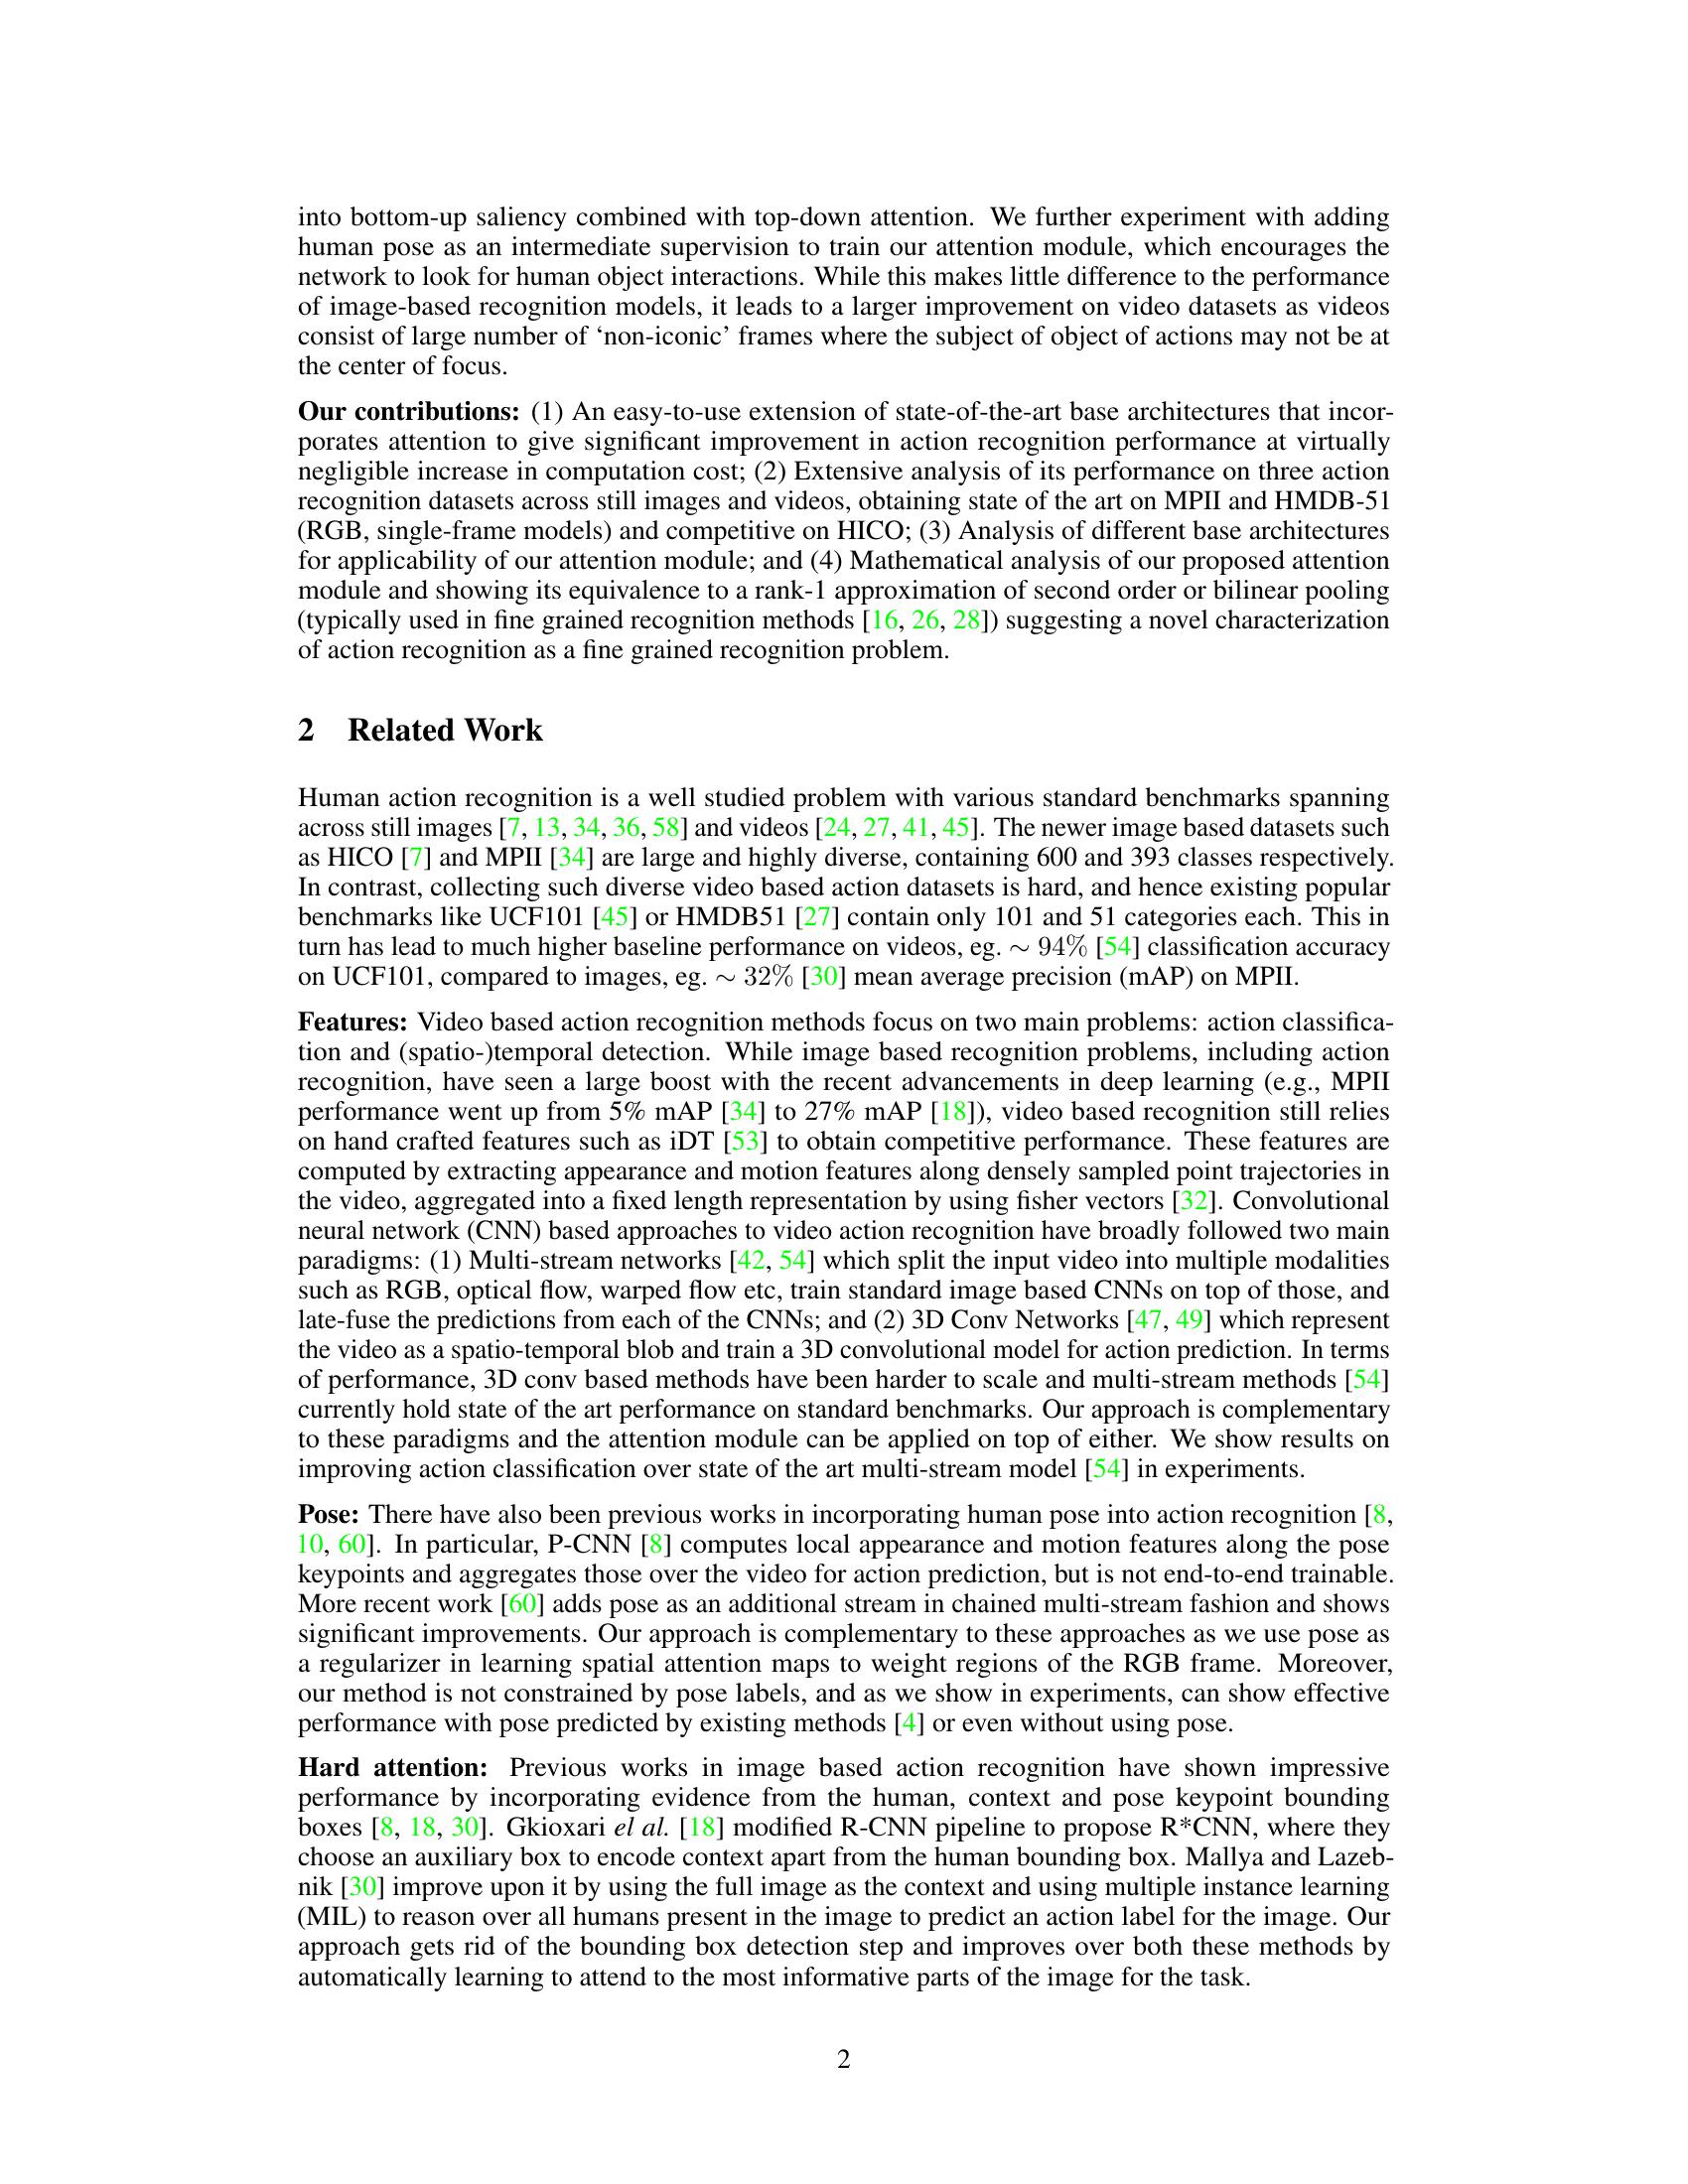 into bottom-up saliency combined with top-down attention. We further experiment with adding
human pose as an intermediate supervision to train our attention module, which encourages the
network to look for human object interactions. While this makes little difference to the performance
of image-based recognition models, it leads to a larger improvement on video datasets as videos
consist of large number of ‘non-iconic’ frames where the subject of object of actions may not be at
the center of focus.
Our contributions: (1) An easy-to-use extension of state-of-the-art base architectures that incor-
porates attention to give significant improvement in action recognition performance at virtually
negligible increase in computation cost; (2) Extensive analysis of its performance on three action
recognition datasets across still images and videos, obtaining state of the art on MPII and HMDB-51
(RGB, single-frame models) and competitive on HICO; (3) Analysis of different base architectures
for applicability of our attention module; and (4) Mathematical analysis of our proposed attention
module and showing its equivalence to a rank-1 approximation of second order or bilinear pooling
(typically used in fine grained recognition methods [16, 26, 28]) suggesting a novel characterization
of action recognition as a fine grained recognition problem.
2 Related Work
Human action recognition is a well studied problem with various standard benchmarks spanning
across still images [7, 13, 34, 36, 58] and videos [24, 27, 41, 45]. The newer image based datasets such
as HICO [7] and MPII [34] are large and highly diverse, containing 600 and 393 classes respectively.
In contrast, collecting such diverse video based action datasets is hard, and hence existing popular
benchmarks like UCF101 [45] or HMDB51 [27] contain only 101 and 51 categories each. This in
turn has lead to much higher baseline performance on videos, eg. ∼ 94% [54] classification accuracy
on UCF101, compared to images, eg. ∼ 32% [30] mean average precision (mAP) on MPII.
Features: Video based action recognition methods focus on two main problems: action classifica-
tion and (spatio-)temporal detection. While image based recognition problems, including action
recognition, have seen a large boost with the recent advancements in deep learning (e.g., MPII
performance went up from 5% mAP [34] to 27% mAP [18]), video based recognition still relies
on hand crafted features such as iDT [53] to obtain competitive performance. These features are
computed by extracting appearance and motion features along densely sampled point trajectories in
the video, aggregated into a fixed length representation by using fisher vectors [32]. Convolutional
neural network (CNN) based approaches to video action recognition have broadly followed two main
paradigms: (1) Multi-stream networks [42, 54] which split the input video into multiple modalities
such as RGB, optical flow, warped flow etc, train standard image based CNNs on top of those, and
late-fuse the predictions from each of the CNNs; and (2) 3D Conv Networks [47, 49] which represent
the video as a spatio-temporal blob and train a 3D convolutional model for action prediction. In terms
of performance, 3D conv based methods have been harder to scale and multi-stream methods [54]
currently hold state of the art performance on standard benchmarks. Our approach is complementary
to these paradigms and the attention module can be applied on top of either. We show results on
improving action classification over state of the art multi-stream model [54] in experiments.
Pose: There have also been previous works in incorporating human pose into action recognition [8,
10, 60]. In particular, P-CNN [8] computes local appearance and motion features along the pose
keypoints and aggregates those over the video for action prediction, but is not end-to-end trainable.
More recent work [60] adds pose as an additional stream in chained multi-stream fashion and shows
significant improvements. Our approach is complementary to these approaches as we use pose as
a regularizer in learning spatial attention maps to weight regions of the RGB frame. Moreover,
our method is not constrained by pose labels, and as we show in experiments, can show effective
performance with pose predicted by existing methods [4] or even without using pose.
Hard attention: Previous works in image based action recognition have shown impressive
performance by incorporating evidence from the human, context and pose keypoint bounding
boxes [8, 18, 30]. Gkioxari el al. [18] modified R-CNN pipeline to propose R*CNN, where they
choose an auxiliary box to encode context apart from the human bounding box. Mallya and Lazeb-
nik [30] improve upon it by using the full image as the context and using multiple instance learning
(MIL) to reason over all humans present in the image to predict an action label for the image. Our
approach gets rid of the bounding box detection step and improves over both these methods by
automatically learning to attend to the most informative parts of the image for the task.
2